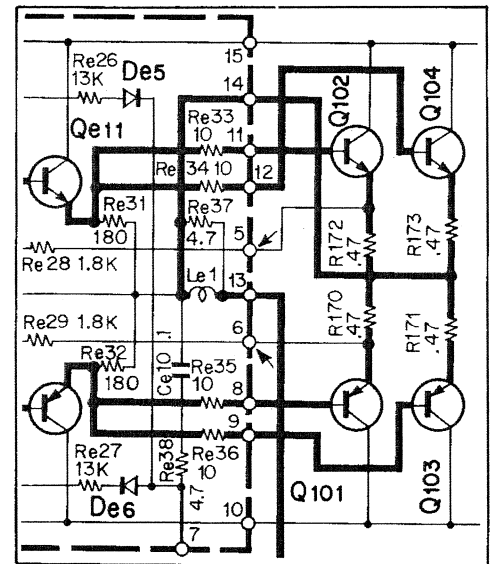 Re26
13K
De5
15
14
Q102
Q104
Qe11
Re33
10
11
Re34 10
12
Re31
180
Re37
4.7
5
R172
.47
R173
.47
Re28 1.8K
Le1
13
Re29 1.8K
6
R170
.47
R171
.47
Re32
180
Ce10 .1
Re35
10
8
9
Re27
13K
Re38
4.7
Re36
10
De6
10
7
Q101
Q103